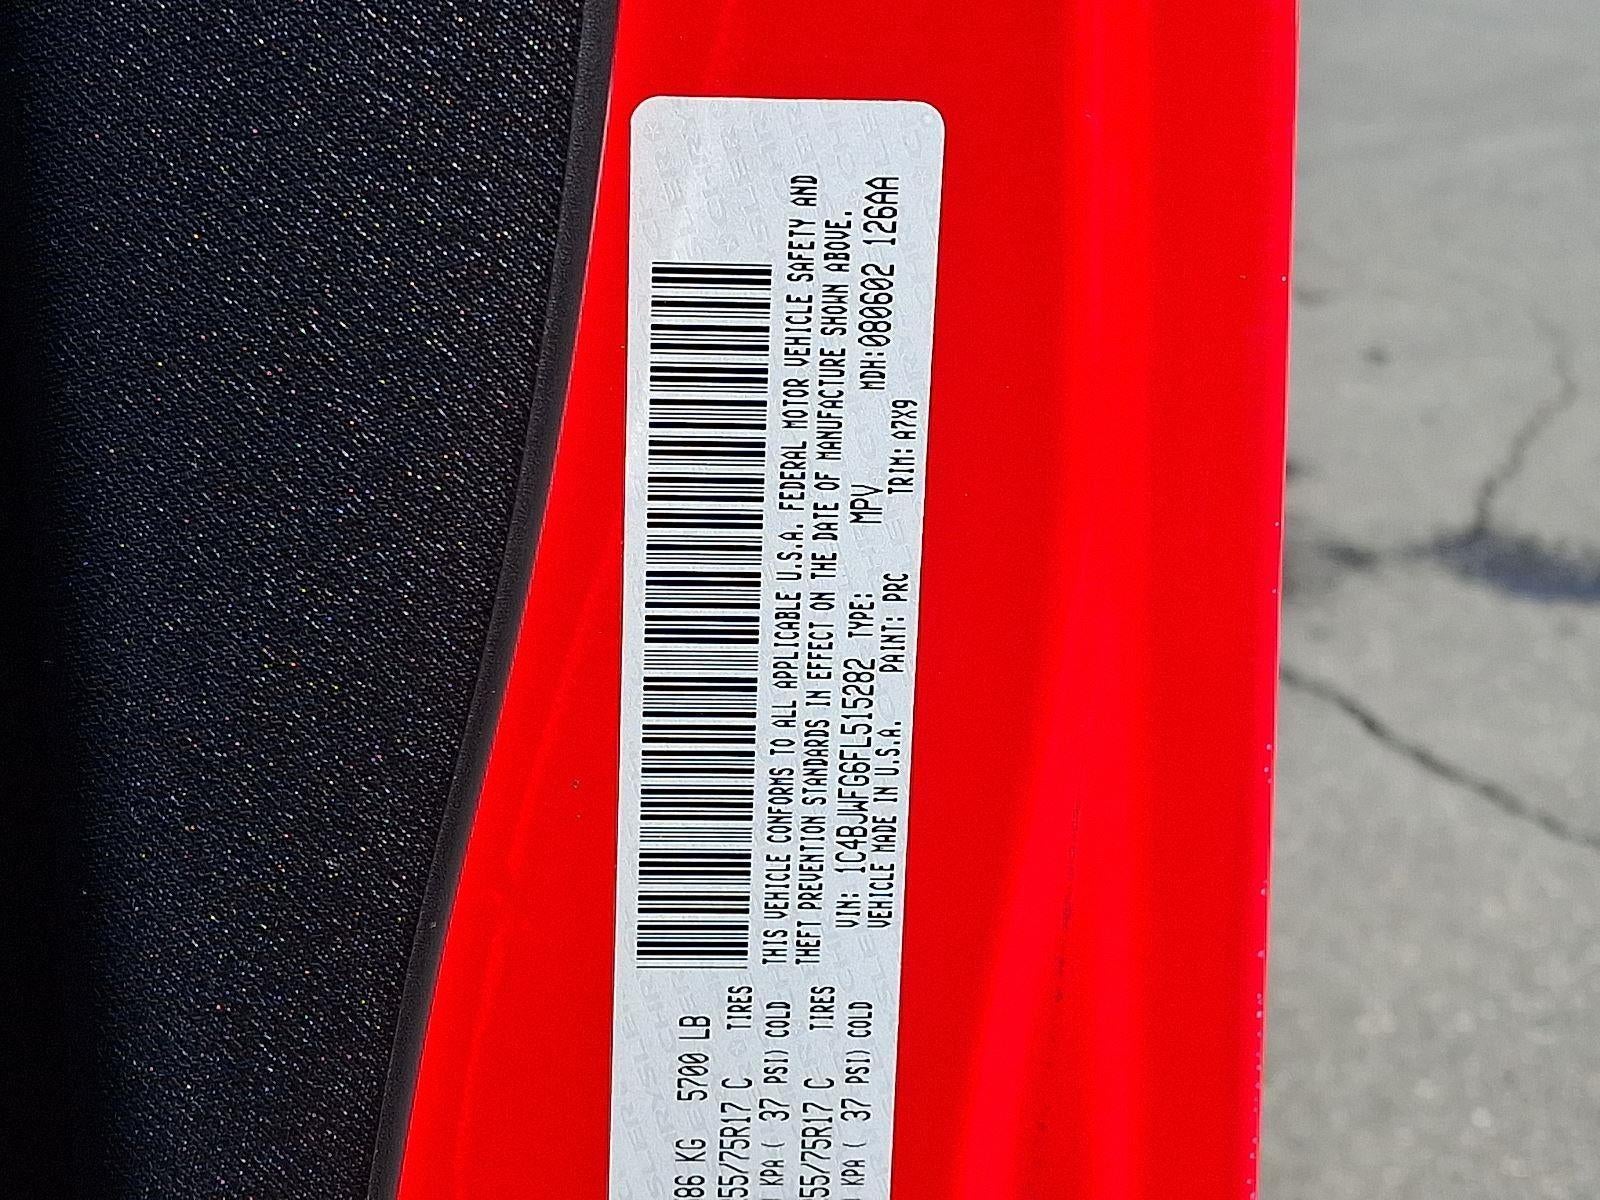 5700 LB
55/75R17 C TIRES
KPA ( 37 PSI) COLD
55/75R17 C TIRES
KPA ( 37 PSI) COLD
THIS VEHICLE CONFORMS TO ALL APPLICABLE U.S.A. FEDERAL MOTOR VEHICLE SAFETY AND
THEFT PREVENTION STANDARDS IN EFFECT ON THE DATE OF MANUFACTURE SHOWN ABOVE.
VIN: 1C4BJWFG6FL515282 TYPE: MPV MDH:080602 126AA
VEHICLE MADE IN U.S.A. PAINT: PRC TRIM: A7X9